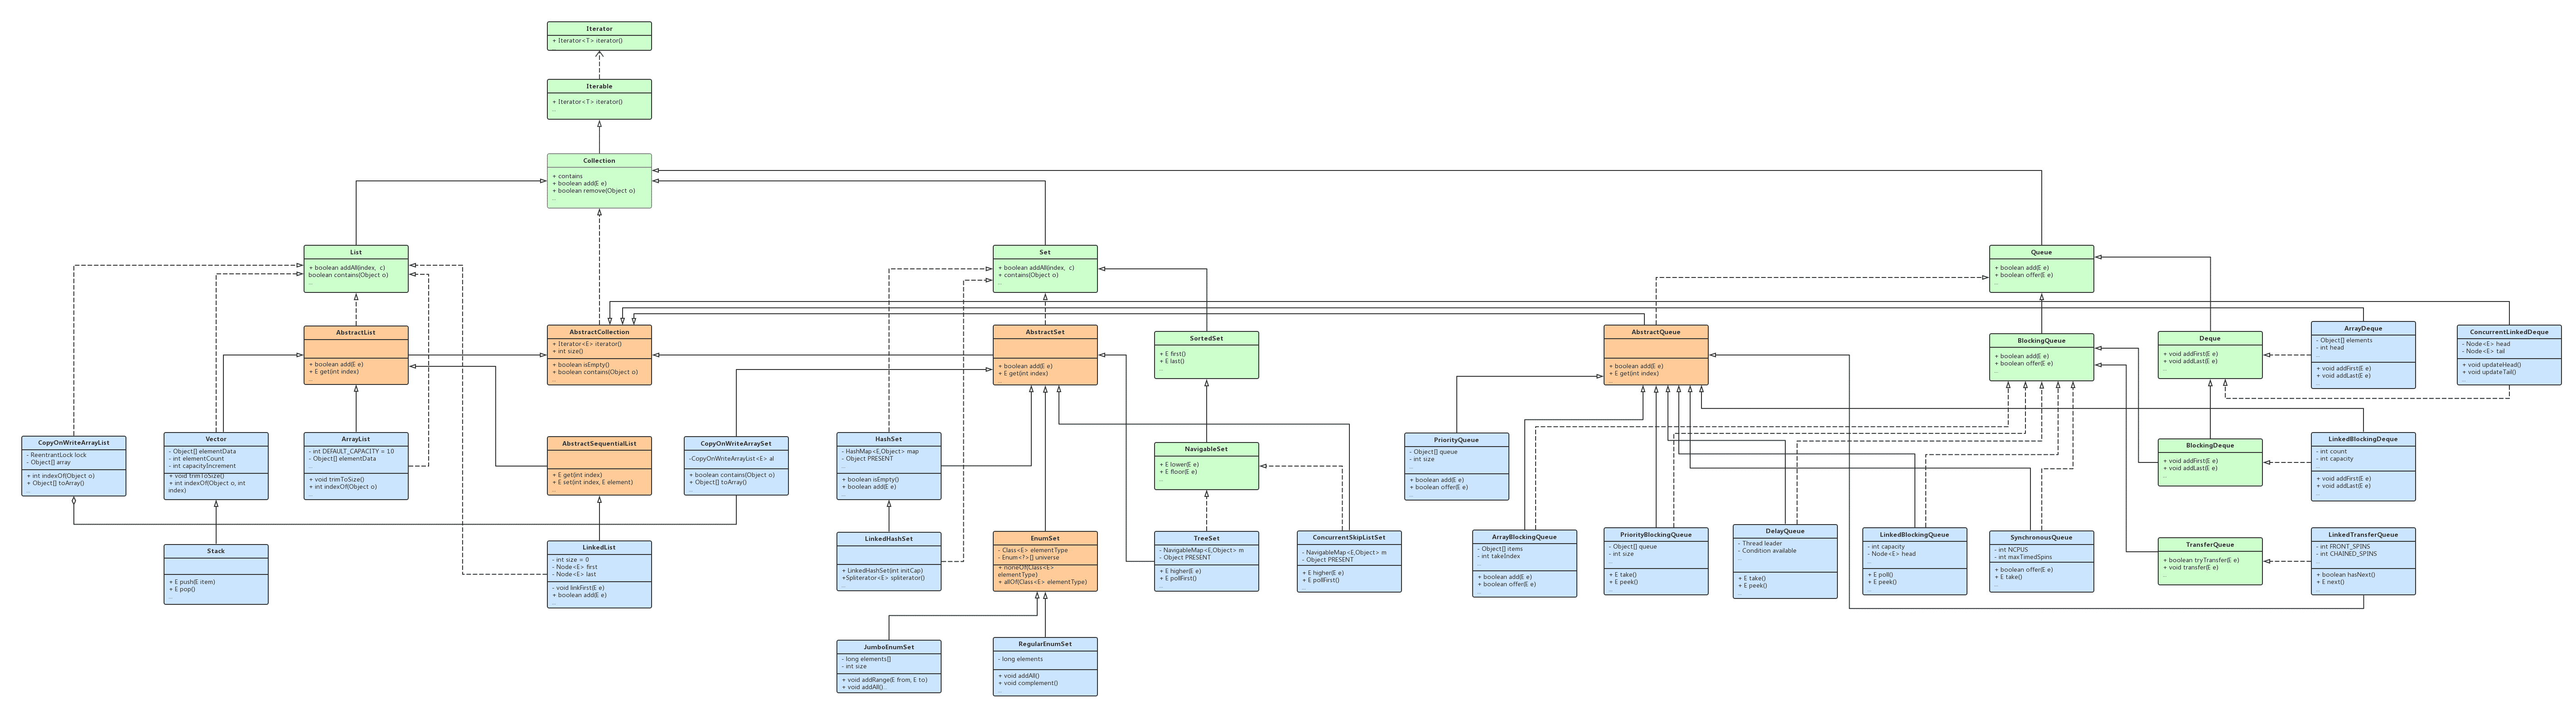 Iterator
+ Iterator<T> iterator()
Iterable
+ Iterator<T> iterator()
...
Collection
+ contains
+ boolean add(E e)
+ boolean remove(Object o)
...
List
+ boolean addAll(index,  c)
boolean contains(Object o)
...
Set
+ boolean addAll(index,  c)
+ contains(Object o)
...
Queue
+ boolean add(E e)
+ boolean offer(E e)
...
AbstractList
+ boolean add(E e)
+ E get(int index)
...
AbstractCollection
+ Iterator<E> iterator()
+ int size()
+ boolean isEmpty()
+ boolean contains(Object o)
...
AbstractSet
+ boolean add(E e)
+ E get(int index)
...
SortedSet
+ E first()
+ E last()
...
AbstractQueue
+ boolean add(E e)
+ E get(int index)
...
BlockingQueue
+ boolean add(E e)
+ boolean offer(E e)
...
Deque
+ void addFirst(E e)
+ void addLast(E e)
...
ArrayDeque
- Object[] elements
- int head
...
+ void addFirst(E e)
+ void addLast(E e)
...
ConcurrentLinkedDeque
- Node<E> head
- Node<E> tail
+ void updateHead()
+ void updateTail()
...
CopyOnWriteArrayList
- ReentrantLock lock
- Object[] array
+ int indexOf(Object o)
+ Object[] toArray()
...
Vector
- Object[] elementData
- int elementCount
- int capacityIncrement
+ void trimToSize()
+ int indexOf(Object o, int
index)
ArrayList
- int DEFAULT_CAPACITY = 10
- Object[] elementData
...
+ void trimToSize()
+ int indexOf(Object o)
...
AbstractSequentialList
+ E get(int index)
+ E set(int index, E element)
...
CopyOnWriteArraySet
-CopyOnWriteArrayList<E> al
+ boolean contains(Object o)
+ Object[] toArray()
...
HashSet
- HashMap<E,Object> map
- Object PRESENT
...
+ boolean isEmpty()
+ boolean add(E e)
...
NavigableSet
+ E lower(E e)
+ E floor(E e)
...
PriorityQueue
- Object[] queue
- int size
...
+ boolean add(E e)
+ boolean offer(E e)
...
BlockingDeque
+ void addFirst(E e)
+ void addLast(E e)
...
LinkedBlockingDeque
- int count
- int capacity
...
+ void addFirst(E e)
+ void addLast(E e)
...
Stack
+ E push(E item)
+ E pop()
...
LinkedList
- int size = 0
- Node<E> first
- Node<E> last
- void linkFirst(E e)
+ boolean add(E e)
...
LinkedHashSet
+ LinkedHashSet(int initCap)
+Spliterator<E> spliterator()
...
EnumSet
- Class<E> elementType
- Enum<?>[] universe
+ noneOf(Class<E>
elementType)
+ allOf(Class<E> elementType)
TreeSet
- NavigableMap<E,Object> m
- Object PRESENT
+ E higher(E e)
+ E pollFirst()
...
ConcurrentSkipListSet
- NavigableMap<E,Object> m
- Object PRESENT
+ E higher(E e)
+ E pollFirst()
...
ArrayBlockingQueue
- Object[] items
- int takeIndex
...
+ boolean add(E e)
+ boolean offer(E e)
...
PriorityBlockingQueue
- Object[] queue
- int size
...
+ E take()
+ E peek()
...
DelayQueue
- Thread leader
- Condition available
...
+ E take()
+ E peek()
...
LinkedBlockingQueue
- int capacity
- Node<E> head
...
+ E poll()
+ E peek()
...
SynchronousQueue
- int NCPUS
- int maxTimedSpins
+ boolean offer(E e)
+ E take()
...
TransferQueue
+ boolean tryTransfer(E e)
+ void transfer(E e)
...
LinkedTransferQueue
- int FRONT_SPINS
- int CHAINED_SPINS
...
+ boolean hasNext()
+ E next()
...
JumboEnumSet
- long elements[]
- int size
+ void addRange(E from, E to)
+ void addAll()...
RegularEnumSet
- long elements
+ void addAll()
+ void complement()
...